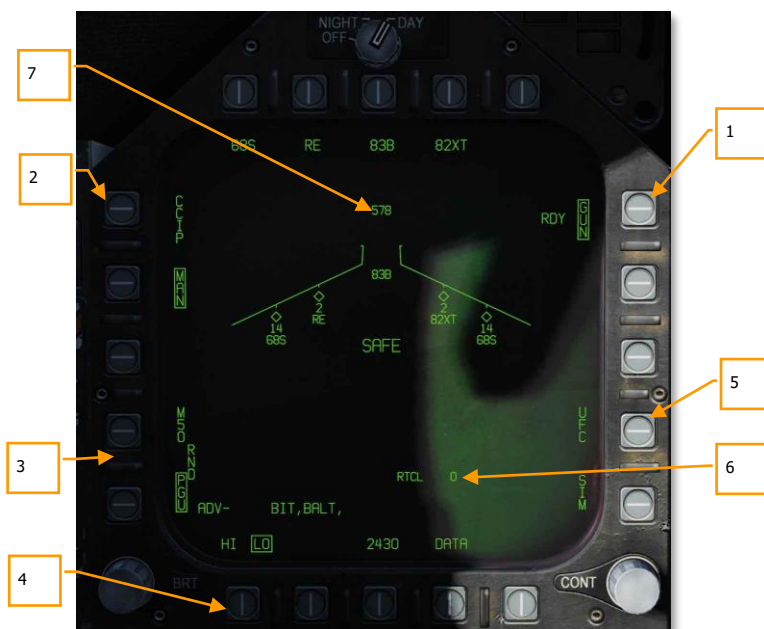 NIGHT DAY
OFF
7
1
68S RE 83B 82XT
2
CCIP
578
RDY GUN
MAN
83B
2 2
RE 82XT
14 14
68S 68S
SAFE
5
M50
UFC
3
RND
RTCL 0
6
PGU
SIM
ADV- BIT,BALT,
HI LO 2430 DATA
4
BRT
CONT